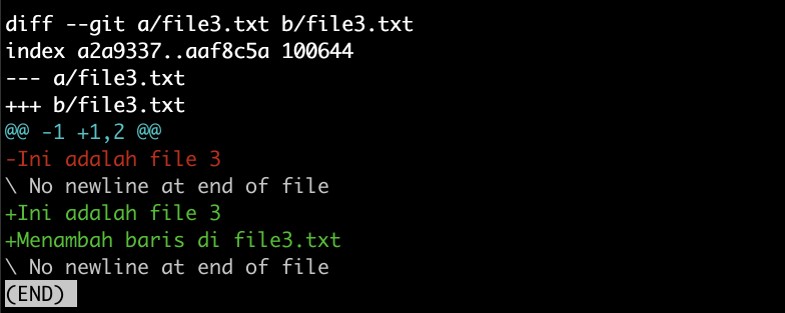 diff --git a/file3.txt b/file3.txt
index a2a9337..aaf8c5a 100644
--- a/file3.txt
+++ b/file3.txt
@@ -1 +1,2 @@
-Ini adalah file 3
\ No newline at end of file
+Ini adalah file 3
+Menambah baris di file3.txt
\ No newline at end of file
(END)